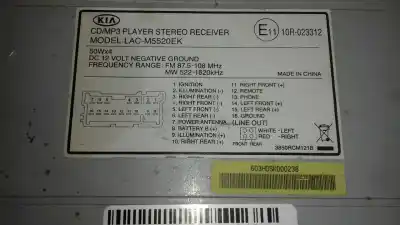 KIA
CD/MP3 PLAYER STEREO RECEIVER
MODEL LAC-M5520EK
E11 10R-023312
50Wx4
DC 12 VOLT NEGATIVE GROUND
FREQUENCY RANGE: FM 87.5-108 MHz
MW 522-1620kHz
MADE IN CHINA
1. IGNITION
2. ILLUMINATION (-)
3. RIGHT REAR (-)
4. RIGHT FRONT (-)
5. LEFT FRONT (-)
6. LEFT REAR (-)
7. POWER ANTENNA
8. BATTERY B(+)
9. ILLUMINATION (+)
10. RIGHT REAR (+)
11. RIGHT FRONT (+)
12. REMOTE
13. PHONE
14. LEFT FRONT (+)
15. LEFT REAR (+)
16. GROUND
(LINE OUT)
WHITE - LEFT
RED - RIGHT
FRONT REAR
3850RCM121B
603HDSR000236